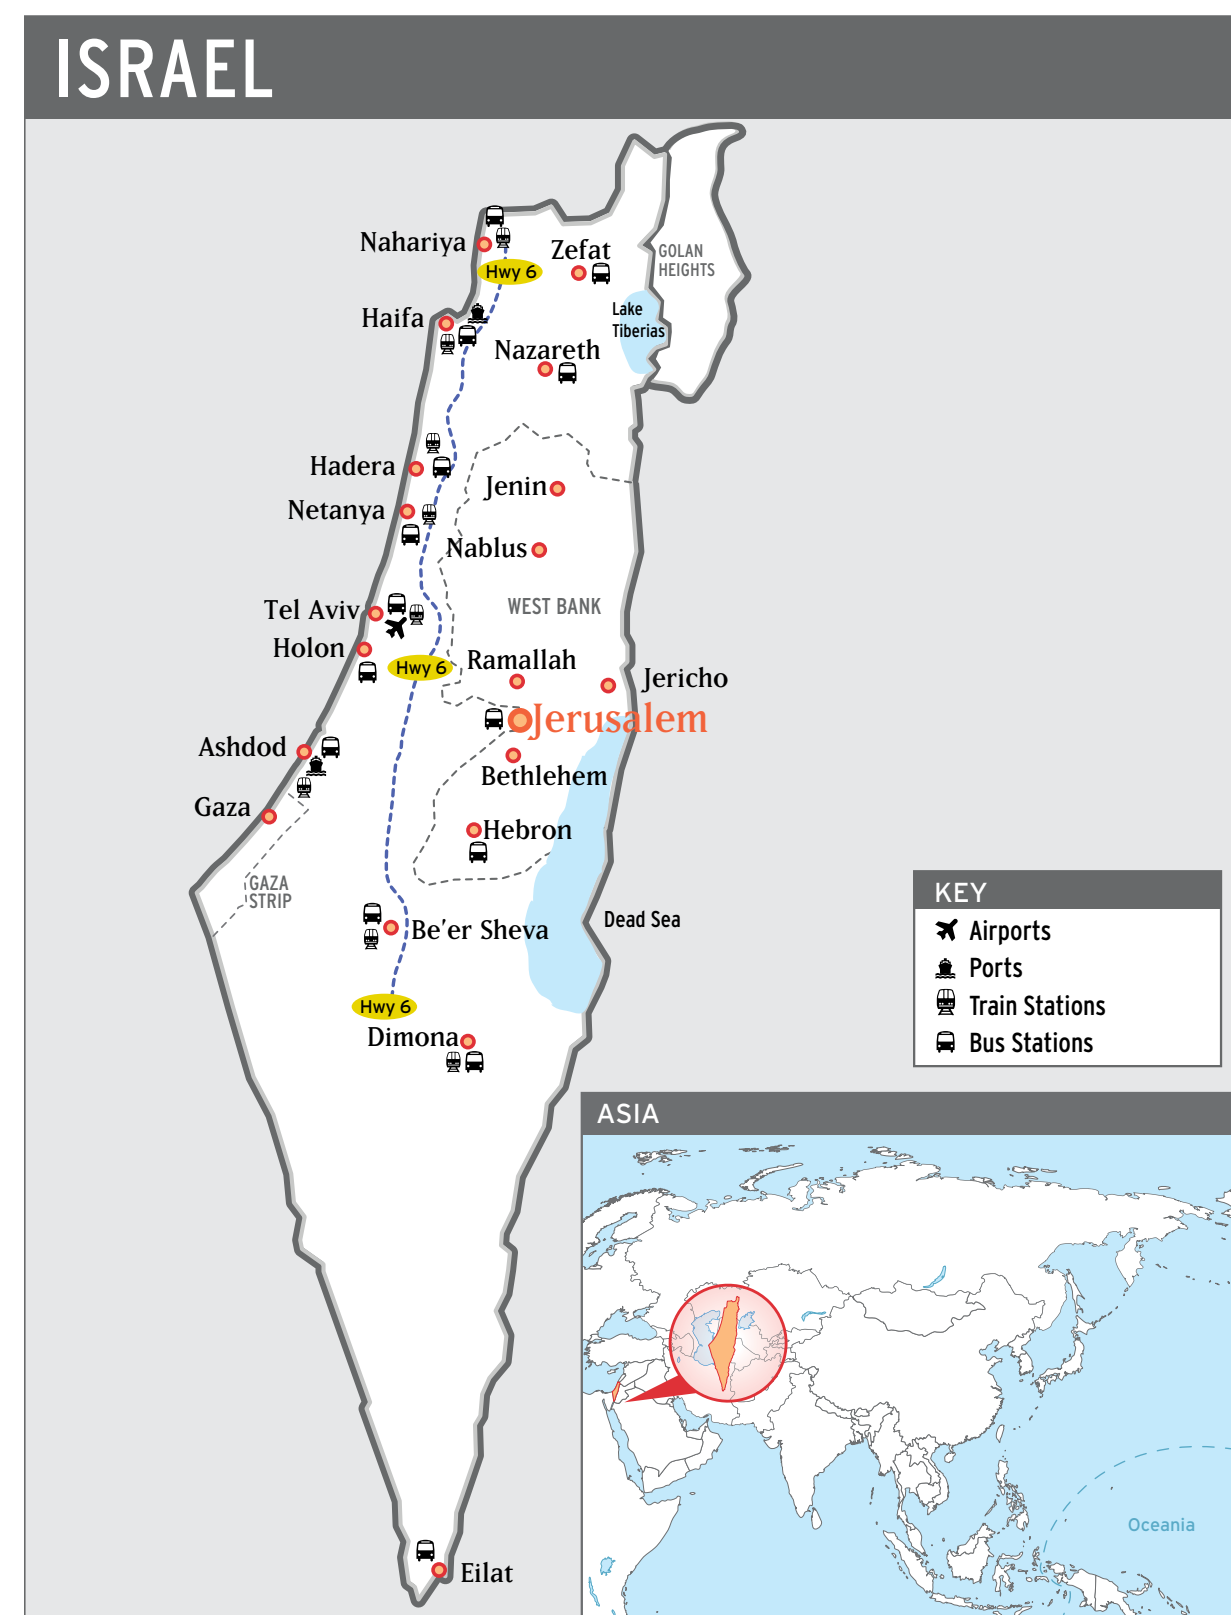 ISRAEL
Nahariya
Zefat
GOLAN
HEIGHTS
Hwy 6
Haifa
Lake
Tiberias
Nazareth
Hadera
Jenin
Netanya
Nablus
Tel Aviv
WEST BANK
Holon
Hwy 6
Ramallah
Jericho
Jerusalem
Ashdod
Bethlehem
Gaza
Hebron
GAZA
STRIP
Be'er Sheva
Dead Sea
Hwy 6
Dimona
Eilat
KEY
Airports
Ports
Train Stations
Bus Stations
ASIA
Oceania